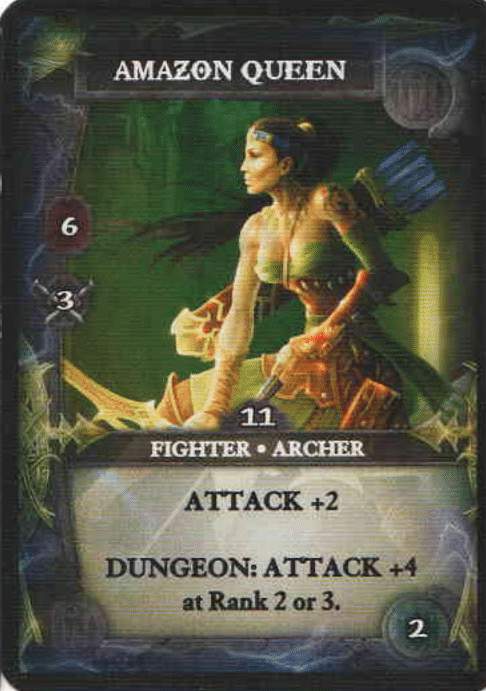 AMAZON QUEEN
6
3
11
FIGHTER • ARCHER
ATTACK +2
DUNGEON: ATTACK +4
at Rank 2 or 3.
2